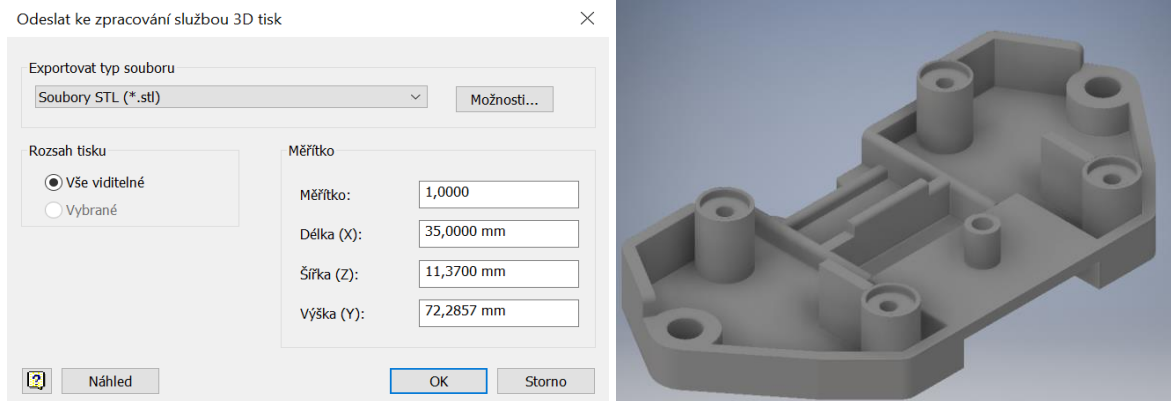 Odeslat ke zpracování službou 3D tisk
Exportovat typ souboru
Soubory STL (*.stl)
Možnosti...
Rozsah tisku
Vše viditelné
Vybrané
Měřítko
Měřítko: 1,0000
Délka (X): 35,0000 mm
Šířka (Z): 11,3700 mm
Výška (Y): 72,2857 mm
Náhled
OK
Storno